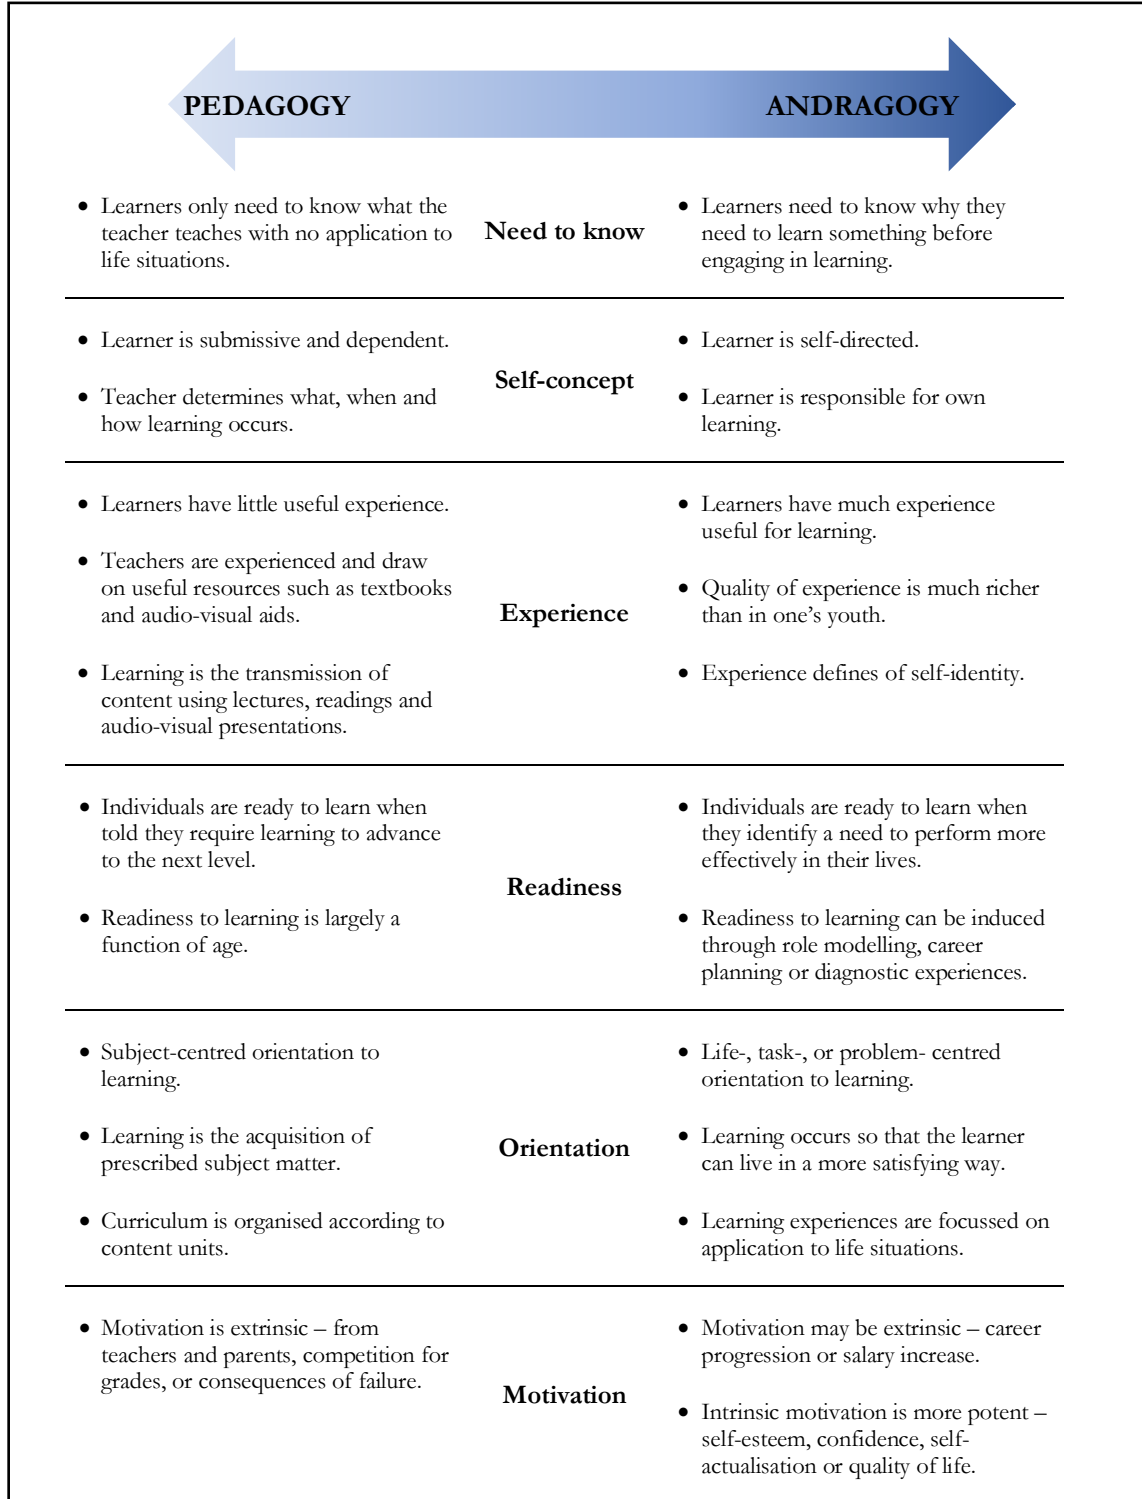 PEDAGOGY
ANDRAGOGY
• Learners only need to know what the
teacher teaches with no application to
life situations.
Need to know
• Learners need to know why they
need to learn something before
engaging in learning.
• Learner is submissive and dependent.
• Teacher determines what, when and
how learning occurs.
Self-concept
• Learner is self-directed.
• Learner is responsible for own
learning.
• Learners have little useful experience.
• Teachers are experienced and draw
on useful resources such as textbooks
and audio-visual aids.
• Learning is the transmission of
content using lectures, readings and
audio-visual presentations.
Experience
• Learners have much experience
useful for learning.
• Quality of experience is much richer
than in one’s youth.
• Experience defines of self-identity.
• Individuals are ready to learn when
told they require learning to advance
to the next level.
• Readiness to learning is largely a
function of age.
Readiness
• Individuals are ready to learn when
they identify a need to perform more
effectively in their lives.
• Readiness to learning can be induced
through role modelling, career
planning or diagnostic experiences.
• Subject-centred orientation to
learning.
• Learning is the acquisition of
prescribed subject matter.
• Curriculum is organised according to
content units.
Orientation
• Life-, task-, or problem- centred
orientation to learning.
• Learning occurs so that the learner
can live in a more satisfying way.
• Learning experiences are focussed on
application to life situations.
• Motivation is extrinsic – from
teachers and parents, competition for
grades, or consequences of failure.
Motivation
• Motivation may be extrinsic – career
progression or salary increase.
• Intrinsic motivation is more potent –
self-esteem, confidence, self-
actualisation or quality of life.